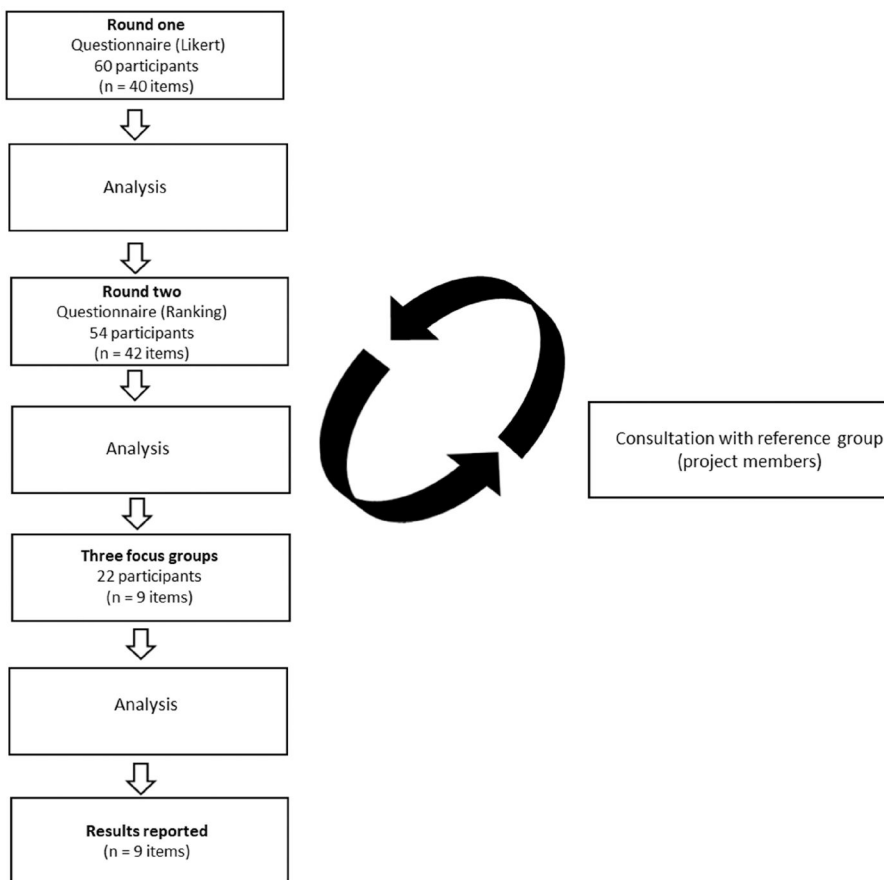 Round one
Questionnaire (Likert)
60 participants
(n = 40 items)
Analysis
Round two
Questionnaire (Ranking)
54 participants
(n = 42 items)
Analysis
Consultation with reference group
(project members)
Three focus groups
22 participants
(n = 9 items)
Analysis
Results reported
(n = 9 items)